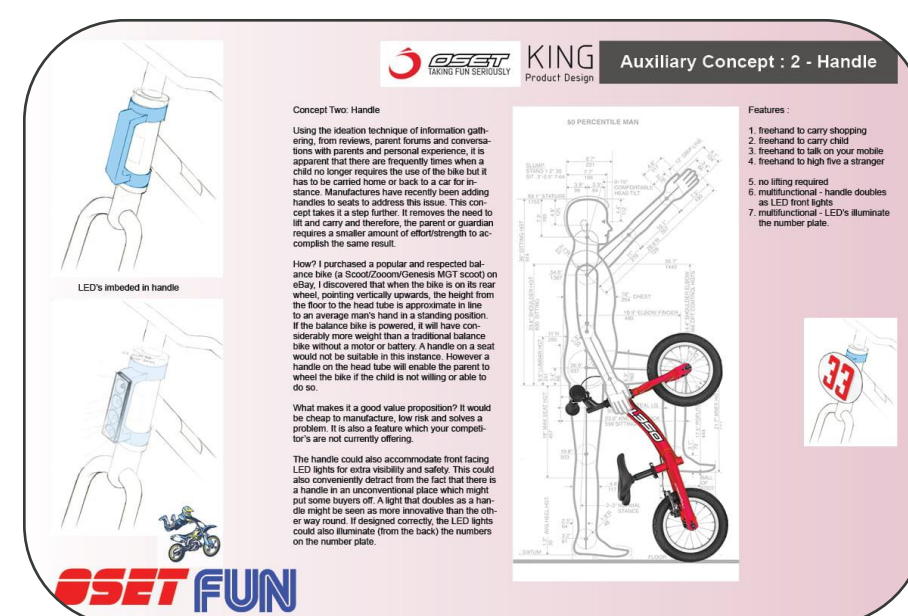 OSET
TAKING FUN SERIOUSLY
KING
Product Design
Auxiliary Concept : 2 - Handle
LED's imbeded in handle
Concept Two: Handle
Using the ideation technique of information gath-
ering, from reviews, parent forums and conversa-
tions with parents and personal experience, it is
apparent that there are frequently times when a
child no longer requires the use of the bike but it
has to be carried home or back to a car for in-
stance. Manufactures have recently been adding
handles to seats to address this issue. This con-
cept takes it a step further. It removes the need to
lift and carry and therefore, the parent or guardian
requires a smaller amount of effort/strength to ac-
complish the same result.
How? I purchased a popular and respected bal-
ance bike (a Scoot/Zooom/Genesis MGT scoot) on
eBay, I discovered that when the bike is on its rear
wheel, pointing vertically upwards, the height from
the floor to the head tube is approximate in line
to an average man's hand in a standing position.
If the balance bike is powered, it will have con-
siderably more weight than a traditional balance
bike without a motor or battery. A handle on a seat
would not be suitable in this instance. However a
handle on the head tube will enable the parent to
wheel the bike if the child is not willing or able to
do so.
What makes it a good value proposition? It would
be cheap to manufacture, low risk and solves a
problem. It is also a feature which your competi-
tor's are not currently offering.
The handle could also accommodate front facing
LED lights for extra visibility and safety. This could
also conveniently detract from the fact that there is
a handle in an unconventional place which might
put some buyers off. A light that doubles as a han-
dle might be seen as more innovative than the oth-
er way round. If designed correctly, the LED lights
could also illuminate (from the back) the numbers
on the number plate.
50 PERCENTILE MAN
OSET
Features :
1. freehand to carry shopping
2. freehand to carry child
3. freehand to talk on your mobile
4. freehand to high five a stranger
5. no lifting required
6. multifunctional - handle doubles
as LED front lights
7. multifunctional - LED's illuminate
the number plate.
33
OSET FUN